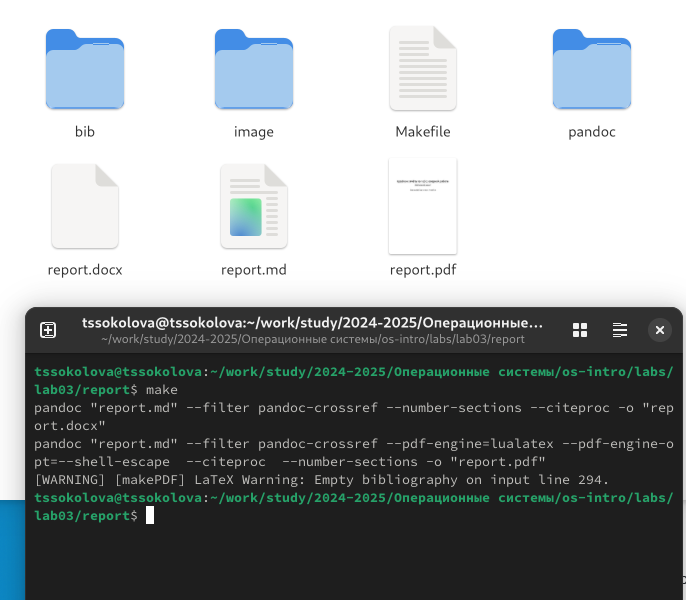 bib
image
Makefile
pandoc
report.docx
report.md
report.pdf
tssokolova@tssokolova:~/work/study/2024-2025/Операционные...
~/work/study/2024-2025/Операционные системы/os-intro/labs/lab03/report
tssokolova@tssokolova:~/work/study/2024-2025/Операционные системы/os-intro/labs/
lab03/report$ make
pandoc "report.md" --filter pandoc-crossref --number-sections --citeproc -o "rep
ort.docx"
pandoc "report.md" --filter pandoc-crossref --pdf-engine=lualatex --pdf-engine-o
pt=--shell-escape  --citeproc  --number-sections -o "report.pdf"
[WARNING] [makePDF] LaTeX Warning: Empty bibliography on input line 294.
tssokolova@tssokolova:~/work/study/2024-2025/Операционные системы/os-intro/labs/
lab03/report$